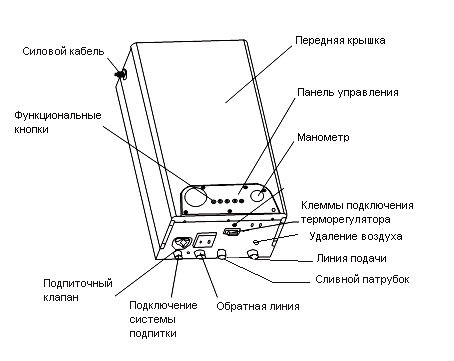 Передняя крышка
Силовой кабель
Панель управления
Функциональные
кнопки
Манометр
Клеммы подключения
терморегулятора
Удаление воздуха
Линия подачи
Сливной патрубок
Подпиточный
клапан
Подключение
системы
подпитки
Обратная линия